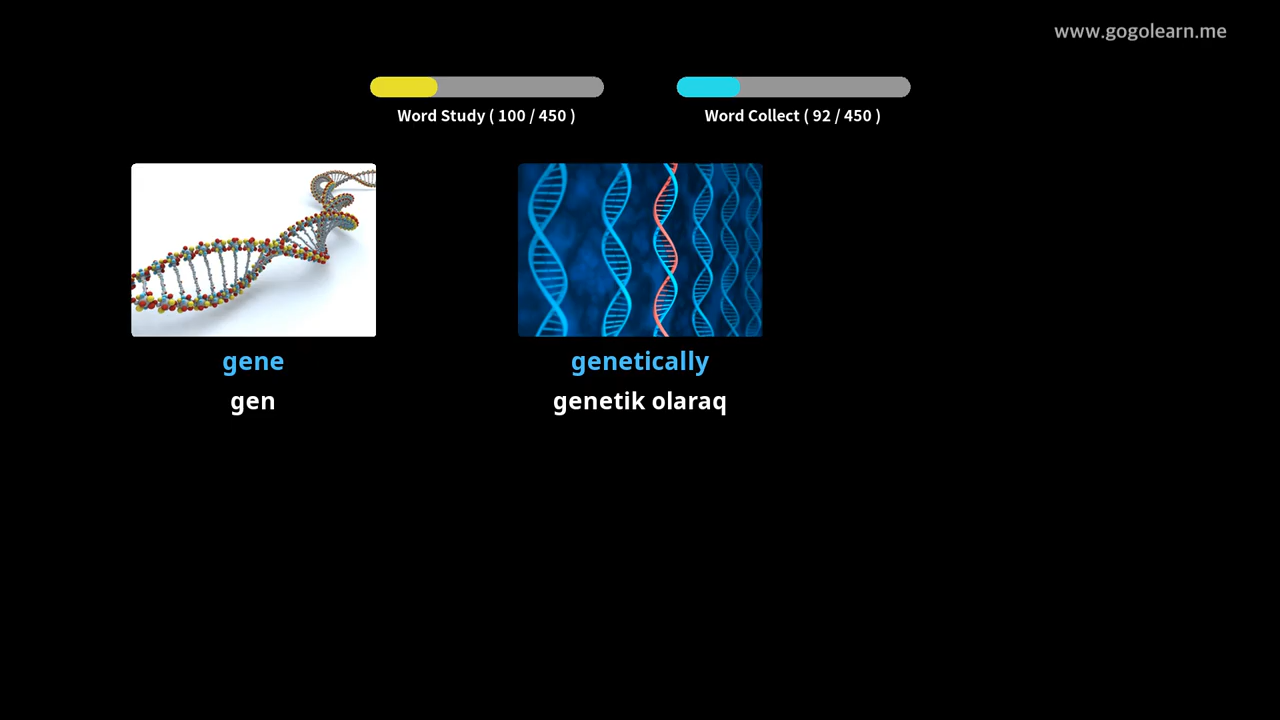 www.gogolearn.me
Word Study ( 100 / 450 )
Word Collect ( 92 / 450 )
gene
gen
genetically
genetik olaraq